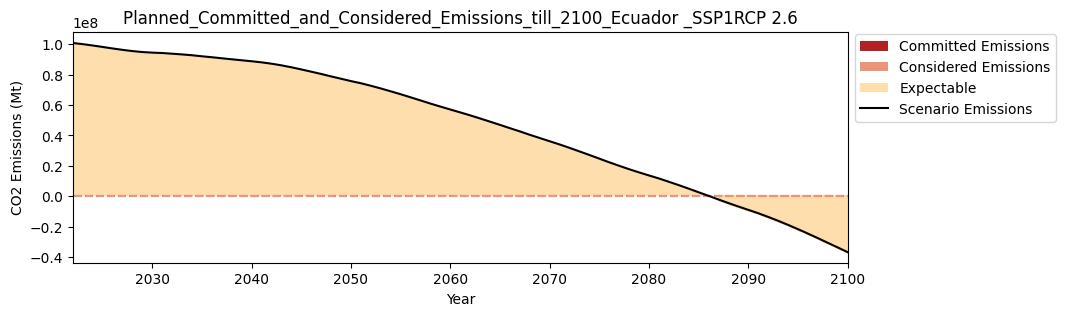 Planned_Committed_and_Considered_Emissions_till_2100_Ecuador _SSP1RCP 2.6
1e8
1.0
0.8
0.6
0.4
0.2
0.0
−0.2
−0.4
CO2 Emissions (Mt)
2030
2040
2050
2060
2070
2080
2090
2100
Year
Committed Emissions
Considered Emissions
Expectable
Scenario Emissions